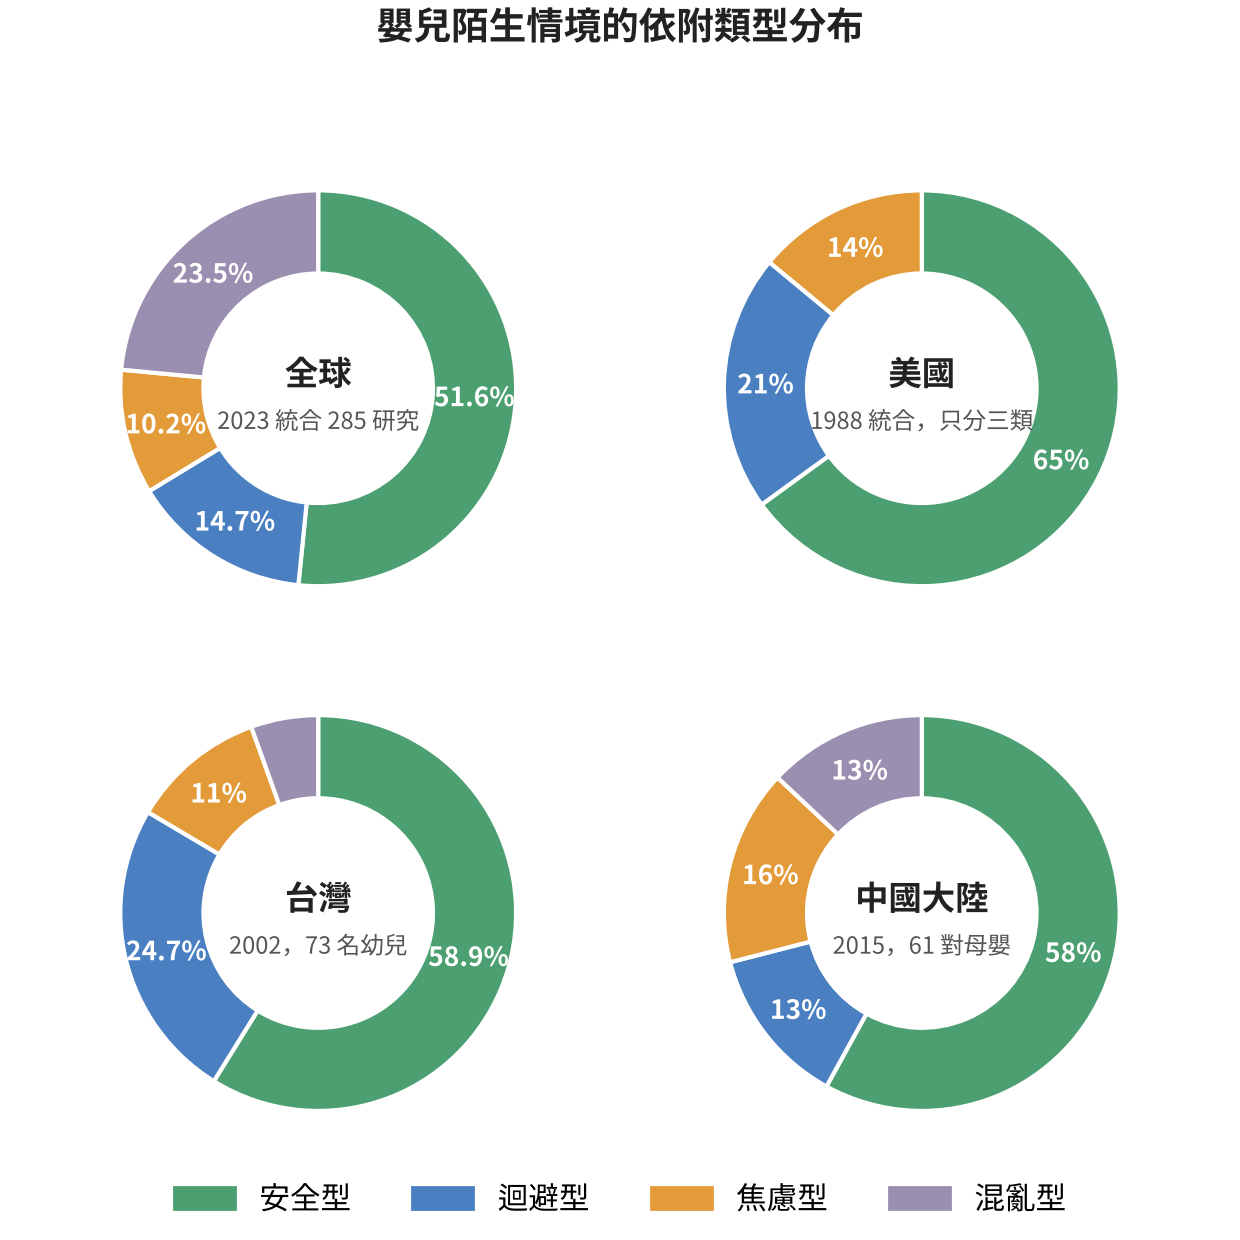 嬰兒陌生情境的依附類型分布
23.5%
51.6%
10.2%
14.7%
全球
2023 統合 285 研究
14%
21%
65%
美國
1988 統合，只分三類
11%
24.7%
58.9%
台灣
2002，73 名幼兒
13%
16%
13%
58%
中國大陸
2015，61 對母嬰
安全型
迴避型
焦慮型
混亂型